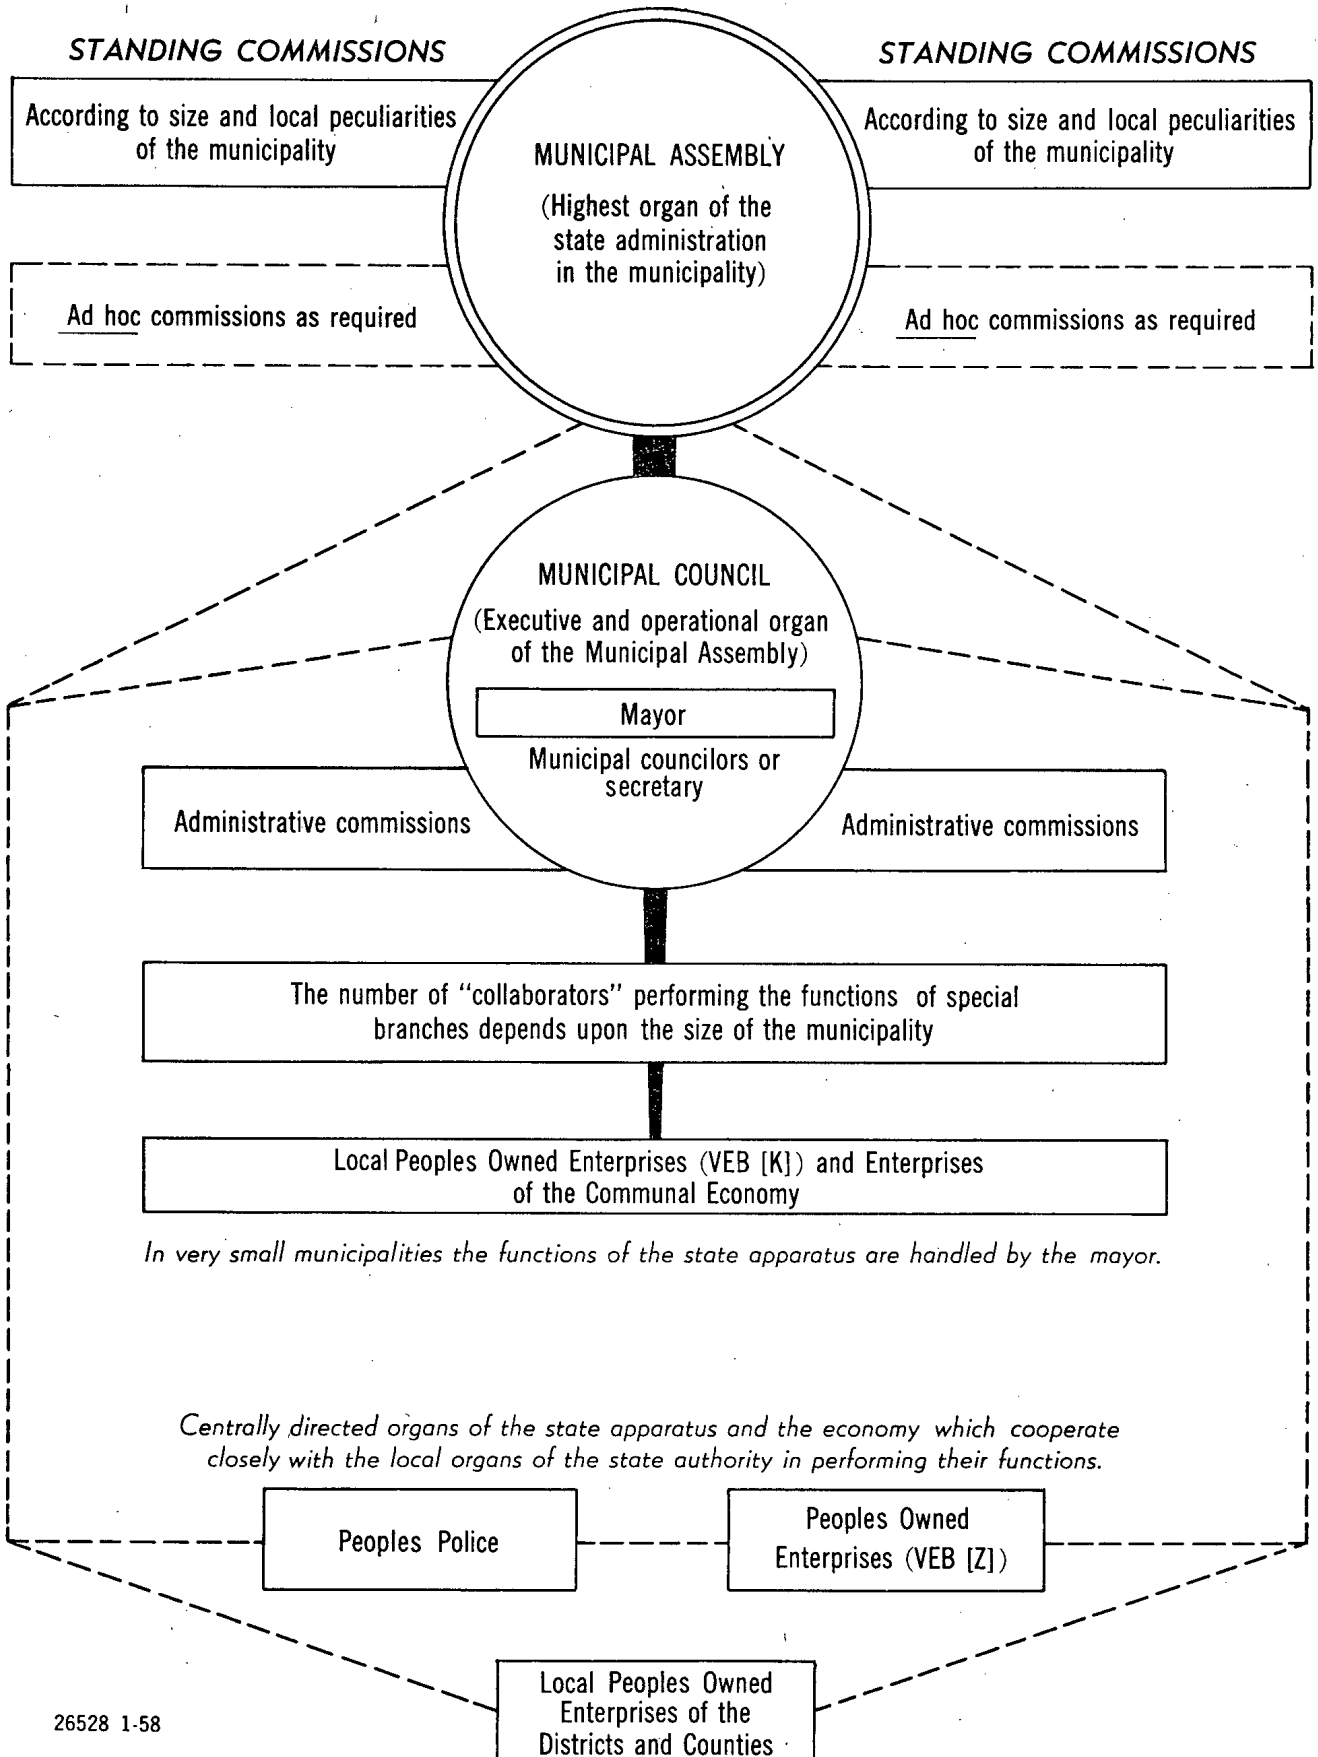 STANDING COMMISSIONS
According to size and local peculiarities
of the municipality
Ad hoc commissions as required
MUNICIPAL ASSEMBLY
(Highest organ of the
state administration
in the municipality)
STANDING COMMISSIONS
According to size and local peculiarities
of the municipality
Ad hoc commissions as required
MUNICIPAL COUNCIL
(Executive and operational organ
of the Municipal Assembly)
Mayor
Municipal councilors or
secretary
Administrative commissions
Administrative commissions
The number of “collaborators” performing the functions of special
branches depends upon the size of the municipality
Local Peoples Owned Enterprises (VEB [K]) and Enterprises
of the Communal Economy
In very small municipalities the functions of the state apparatus are handled by the mayor.
Centrally directed organs of the state apparatus and the economy which cooperate
closely with the local organs of the state authority in performing their functions.
Peoples Police
Peoples Owned
Enterprises (VEB [Z])
Local Peoples Owned
Enterprises of the
Districts and Counties
26528 1-58